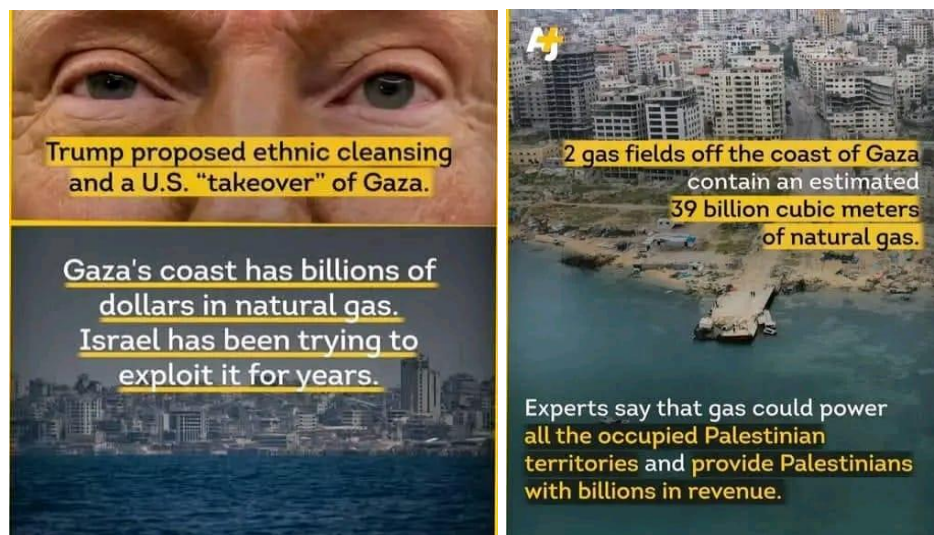 Trump proposed ethnic cleansing
and a U.S. “takeover” of Gaza.
Gaza's coast has billions of
dollars in natural gas.
Israel has been trying to
exploit it for years.
AJ+
2 gas fields off the coast of Gaza
contain an estimated
39 billion cubic meters
of natural gas.
Experts say that gas could power
all the occupied Palestinian
territories and provide Palestinians
with billions in revenue.